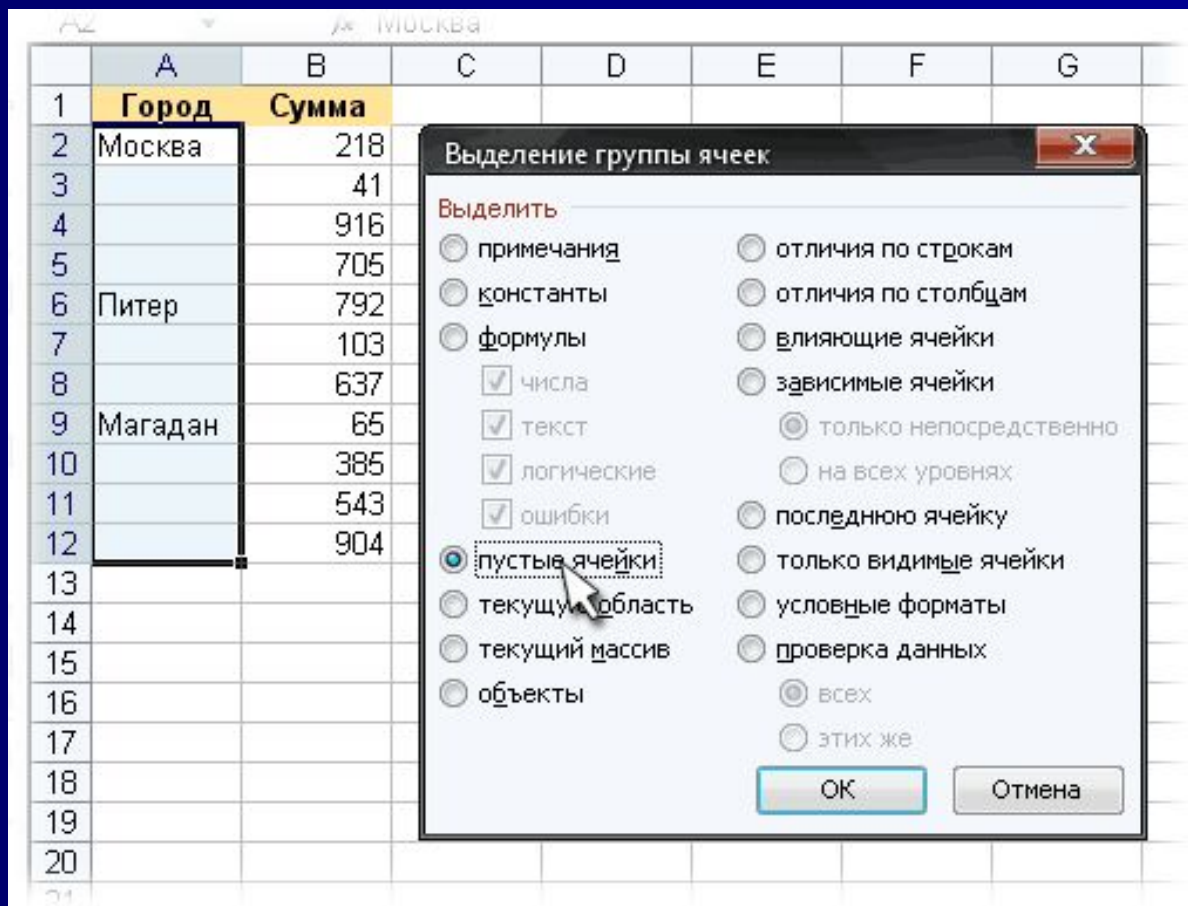 A2 fx Москва
A B C D E F G
1 Город Сумма
2 Москва 218
3 41
4 916
5 705
6 Питер 792
7 103
8 637
9 Магадан 65
10 385
11 543
12 904
13
14
15
16
17
18
19
20
21
Выделение группы ячеек
Выделить
примечания
константы
формулы
числа
текст
логические
ошибки
пустые ячейки
текущую область
текущий массив
объекты
отличия по строкам
отличия по столбцам
влияющие ячейки
зависимые ячейки
только непосредственно
на всех уровнях
последнюю ячейку
только видимые ячейки
условные форматы
проверка данных
всех
этих же
ОК Отмена